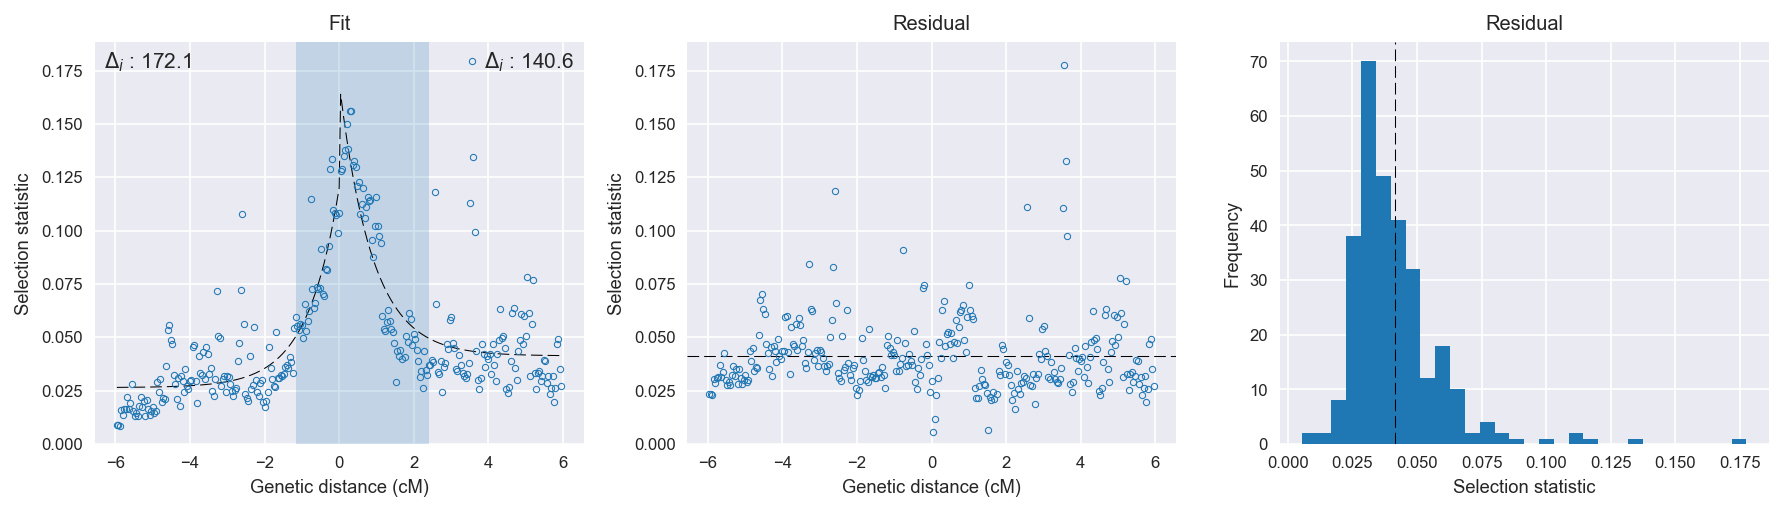 Fit
Δi : 172.1
Δi : 140.6
Selection statistic
0.175
0.150
0.125
0.100
0.075
0.050
0.025
0.000
−6 −4 −2 0 2 4 6
Genetic distance (cM)
Residual
Selection statistic
0.175
0.150
0.125
0.100
0.075
0.050
0.025
0.000
−6 −4 −2 0 2 4 6
Genetic distance (cM)
Residual
Frequency
70
60
50
40
30
20
10
0
0.000 0.025 0.050 0.075 0.100 0.125 0.150 0.175
Selection statistic